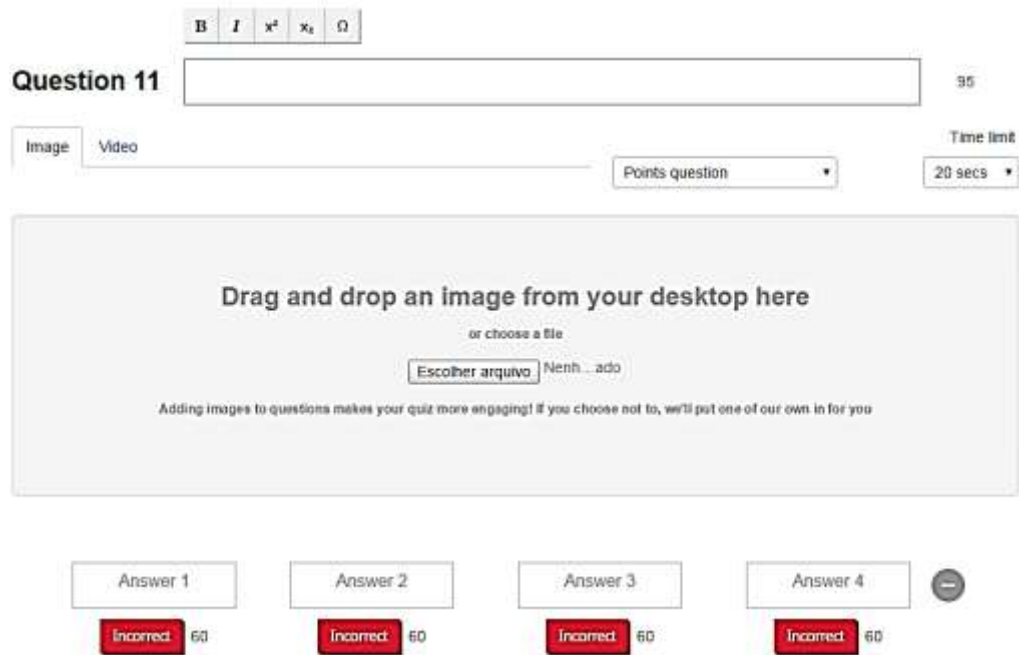 B I x² x₂ Ω
Question 11 95
Image Video
Time limit
Points question 20 secs
Drag and drop an image from your desktop here
or choose a file
Escolher arquivo Nenh...ado
Adding images to questions makes your quiz more engaging! If you choose not to, we'll put one of our own in for you
Answer 1 Answer 2 Answer 3 Answer 4
Incorrect 60 Incorrect 60 Incorrect 60 Incorrect 60